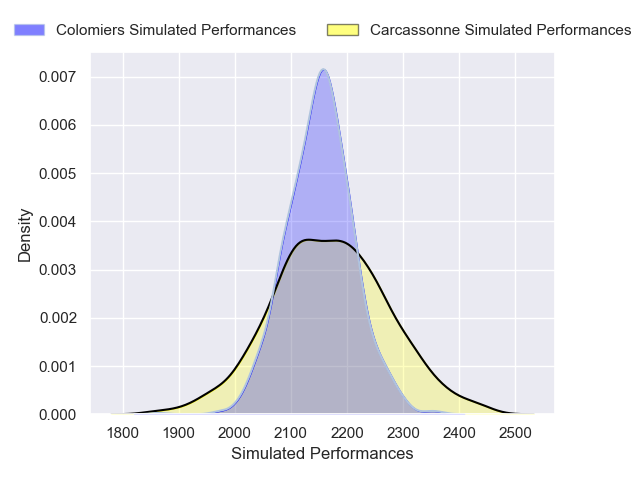 Colomiers Simulated Performances Carcassonne Simulated Performances
0.007
0.006
0.005
0.004
0.003
0.002
0.001
0.000
Density
1800 1900 2000 2100 2200 2300 2400 2500
Simulated Performances